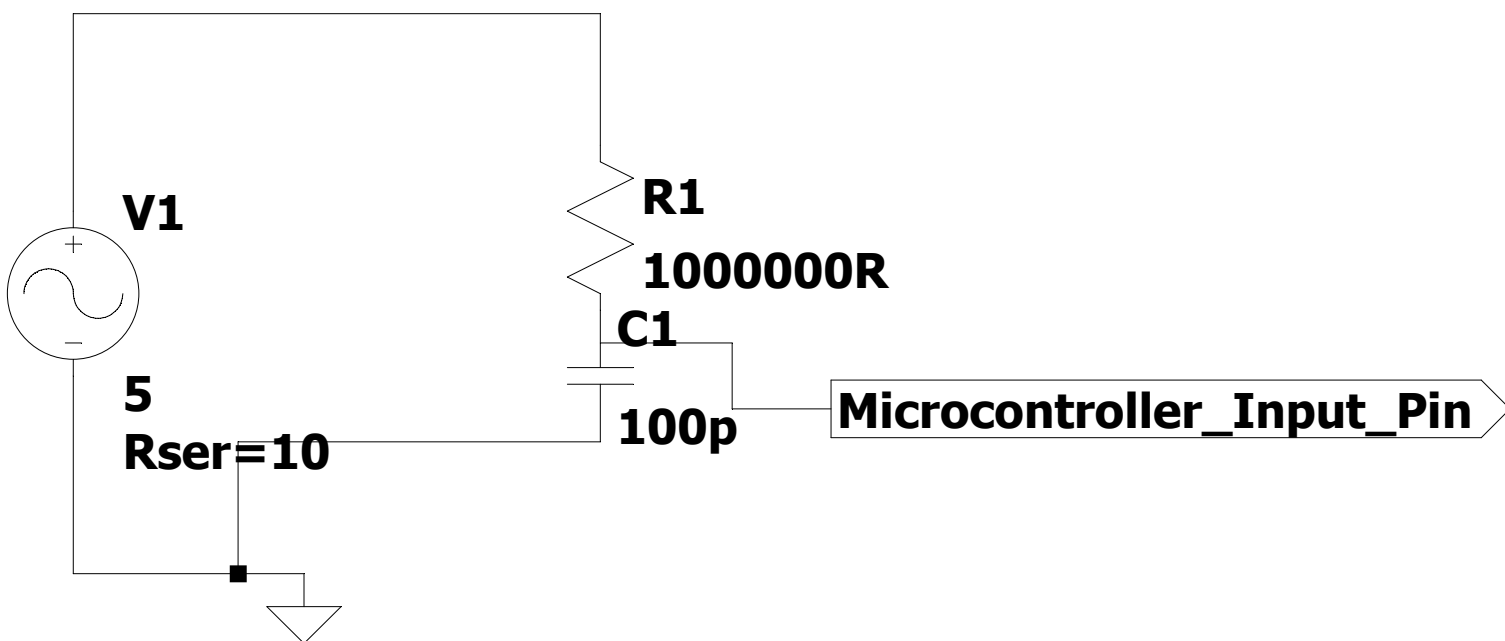 V1
5
Rser=10
R1
1000000R
C1
100p
Microcontroller_Input_Pin